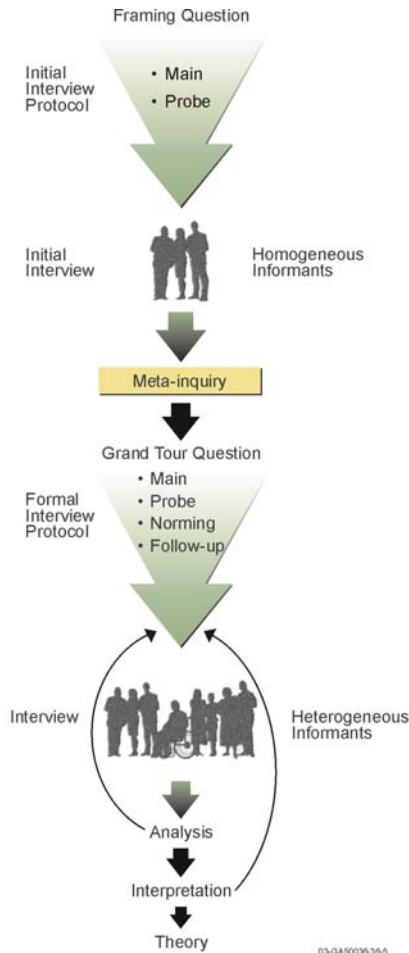 Framing Question
Initial
Interview
Protocol
• Main
• Probe
Initial
Interview
Homogeneous
Informants
Meta-inquiry
Grand Tour Question
Formal
Interview
Protocol
• Main
• Probe
• Norming
• Follow-up
Interview
Heterogeneous
Informants
Analysis
Interpretation
Theory